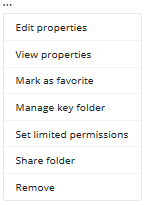 ...
Edit properties
View properties
Mark as favorite
Manage key folder
Set limited permissions
Share folder
Remove